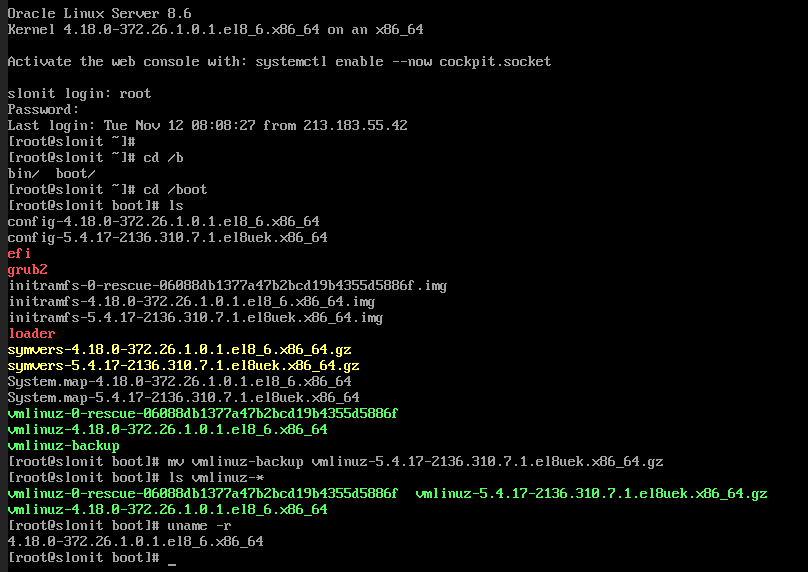 Oracle Linux Server 8.6
Kernel 4.18.0-372.26.1.0.1.el8_6.x86_64 on an x86_64
Activate the web console with: systemctl enable --now cockpit.socket
slonit login: root
Password:
Last login: Tue Nov 12 08:08:27 from 213.183.55.42
[root@slonit ~]#
[root@slonit ~]# cd /b
bin/  boot/
[root@slonit ~]# cd /boot
[root@slonit boot]# ls
config-4.18.0-372.26.1.0.1.el8_6.x86_64
config-5.4.17-2136.310.7.1.el8uek.x86_64
efi
grub2
initramfs-0-rescue-06088db1377a47b2bcd19b4355d5886f.img
initramfs-4.18.0-372.26.1.0.1.el8_6.x86_64.img
initramfs-5.4.17-2136.310.7.1.el8uek.x86_64.img
loader
symvers-4.18.0-372.26.1.0.1.el8_6.x86_64.gz
symvers-5.4.17-2136.310.7.1.el8uek.x86_64.gz
System.map-4.18.0-372.26.1.0.1.el8_6.x86_64
System.map-5.4.17-2136.310.7.1.el8uek.x86_64
vmlinuz-0-rescue-06088db1377a47b2bcd19b4355d5886f
vmlinuz-4.18.0-372.26.1.0.1.el8_6.x86_64
vmlinuz-backup
[root@slonit boot]# mv vmlinuz-backup vmlinuz-5.4.17-2136.310.7.1.el8uek.x86_64.gz
[root@slonit boot]# ls vmlinuz-*
vmlinuz-0-rescue-06088db1377a47b2bcd19b4355d5886f  vmlinuz-5.4.17-2136.310.7.1.el8uek.x86_64.gz
vmlinuz-4.18.0-372.26.1.0.1.el8_6.x86_64
[root@slonit boot]# uname -r
4.18.0-372.26.1.0.1.el8_6.x86_64
[root@slonit boot]# _